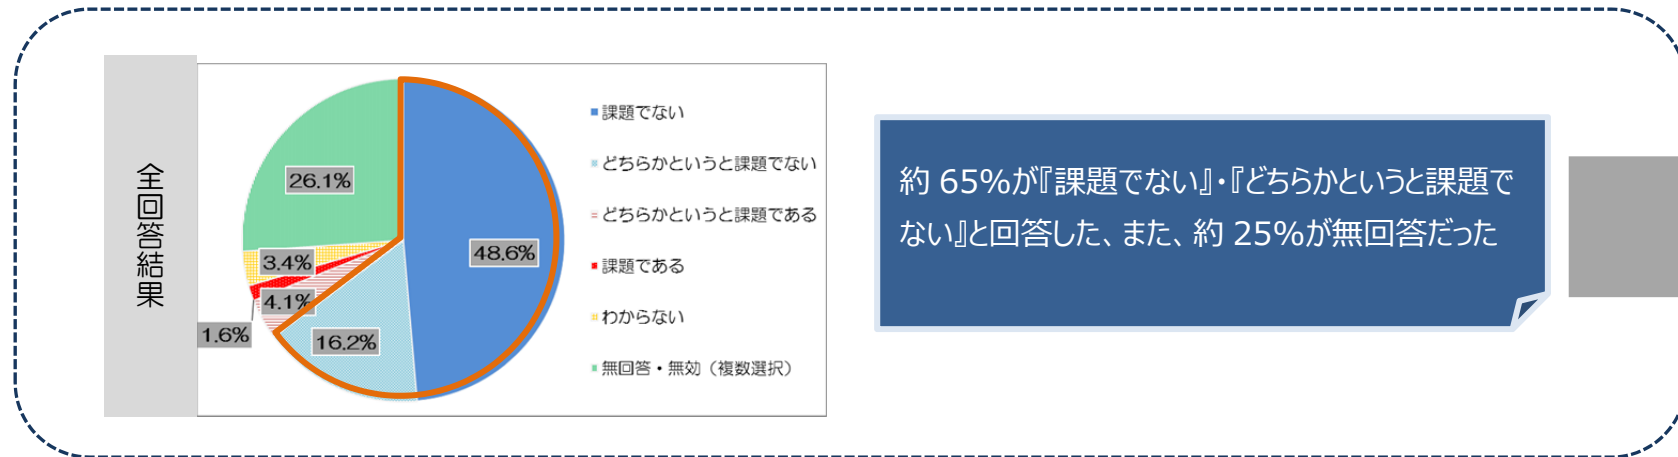 全回答結果
課題でない
どちらかというと課題でない
どちらかというと課題である
課題である
わからない
無回答・無効（複数選択）
26.1%
3.4%
4.1%
1.6%
16.2%
48.6%
約 65%が『課題でない』・『どちらかというと課題で
ない』と回答した、また、約 25%が無回答だった